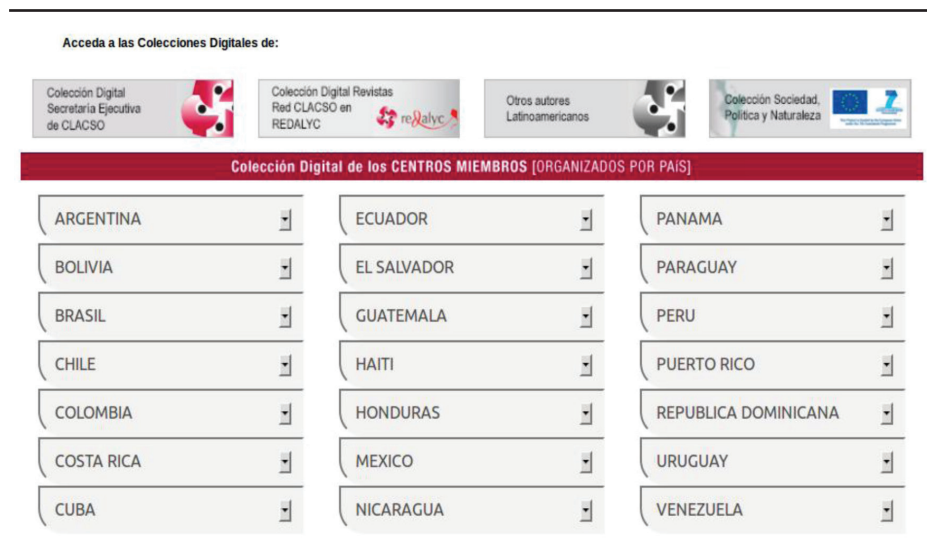 Acceda a las Colecciones Digitales de:
Colección Digital
Secretaría Ejecutiva
de CLACSO
Colección Digital Revistas
Red CLACSO en
REDALYC
redalyc
Otros autores
Latinoamericanos
Colección Sociedad,
Política y Naturaleza
Colección Digital de los CENTROS MIEMBROS [ORGANIZADOS POR PAíS]
ARGENTINA
ECUADOR
PANAMA
BOLIVIA
EL SALVADOR
PARAGUAY
BRASIL
GUATEMALA
PERU
CHILE
HAITI
PUERTO RICO
COLOMBIA
HONDURAS
REPUBLICA DOMINICANA
COSTA RICA
MEXICO
URUGUAY
CUBA
NICARAGUA
VENEZUELA